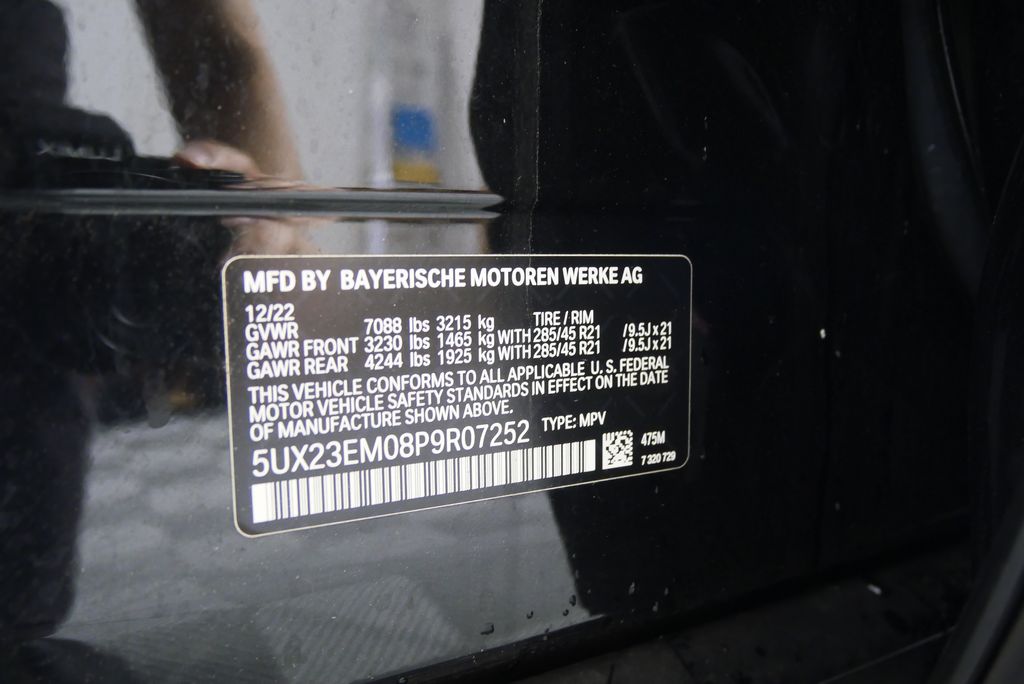 MFD BY BAYERISCHE MOTOREN WERKE AG
12/22
GVWR 7088 lbs 3215 kg TIRE / RIM
GAWR FRONT 3230 lbs 1465 kg WITH 285/45 R21 / 9.5J x 21
GAWR REAR 4244 lbs 1925 kg WITH 285/45 R21 / 9.5J x 21
THIS VEHICLE CONFORMS TO ALL APPLICABLE U.S. FEDERAL
MOTOR VEHICLE SAFETY STANDARDS IN EFFECT ON THE DATE
OF MANUFACTURE SHOWN ABOVE.
5UX23EM08P9R07252 TYPE: MPV
475M
7 320 729